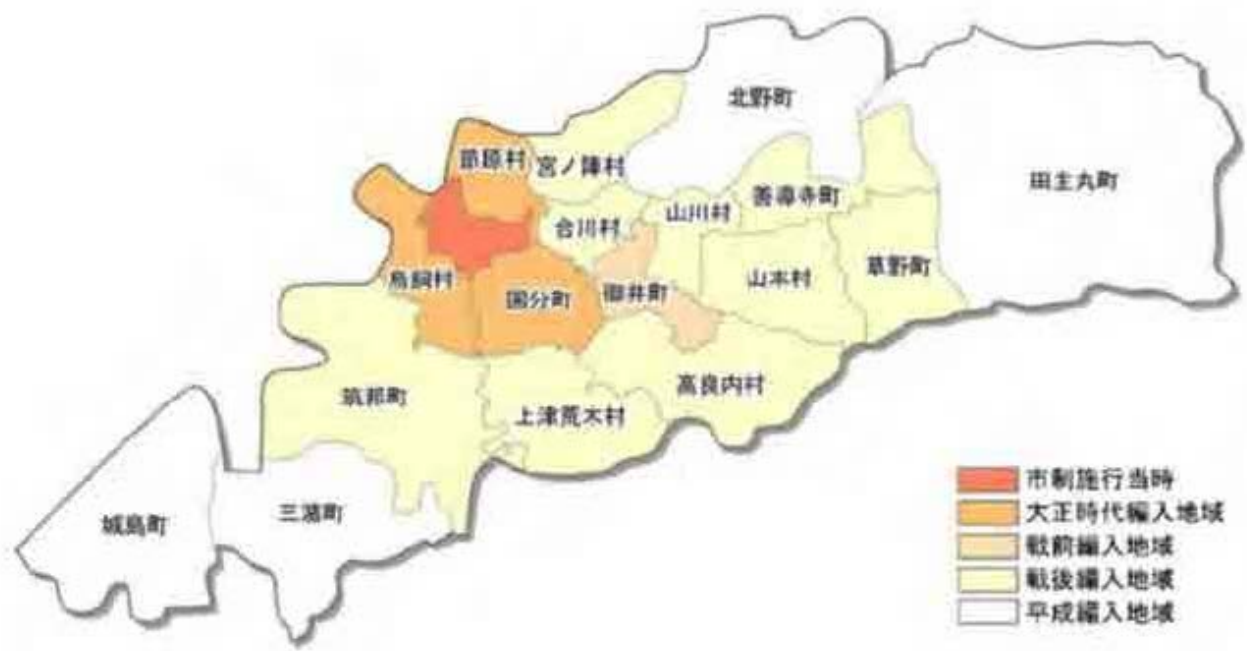 北野町
櫛原村
宮ノ陣村
田主丸町
善導寺町
山川村
合川村
草野町
山本村
鳥飼村
国分町
御井町
高良内村
筑邦町
上津荒木村
三潴町
城島町
市制施行当時
大正時代編入地域
戦前編入地域
戦後編入地域
平成編入地域